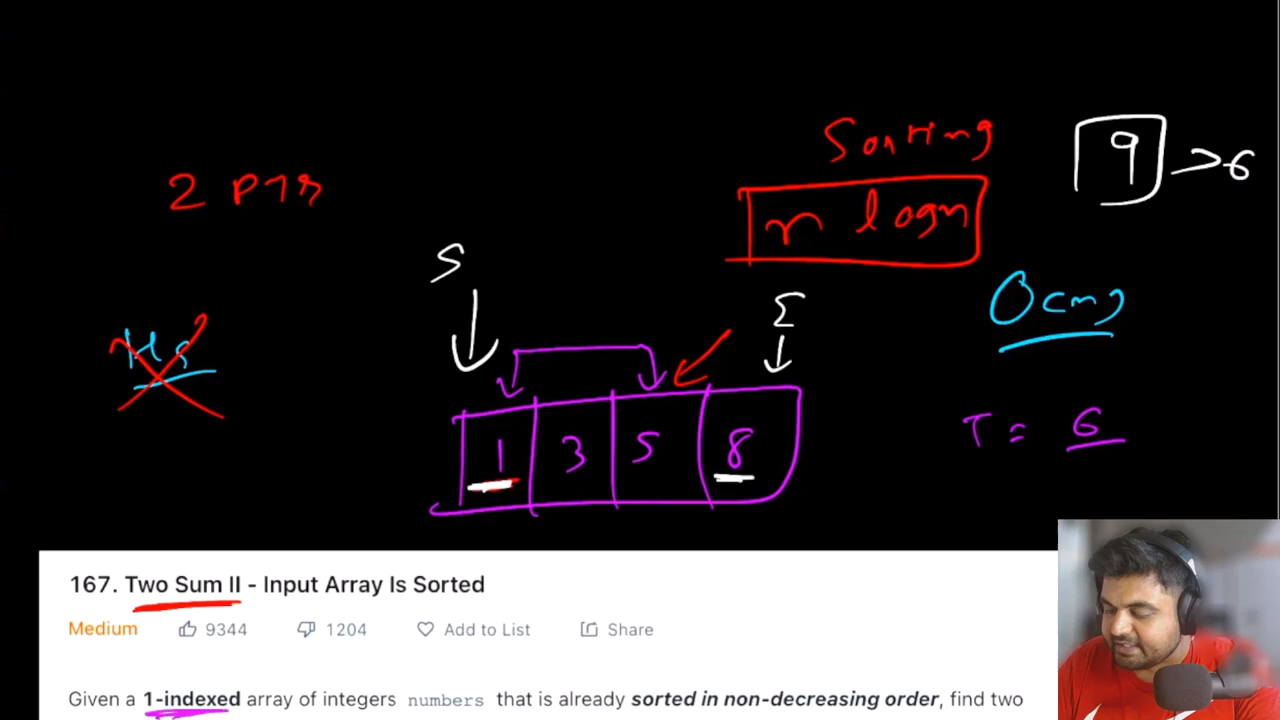 Sorting
9 >6
2 ptr
n logn
S
E
O(n)
1 3 5 8
T = 6
167. Two Sum II - Input Array Is Sorted
Medium 9344 1204 Add to List Share
Given a 1-indexed array of integers numbers that is already sorted in non-decreasing order, find two